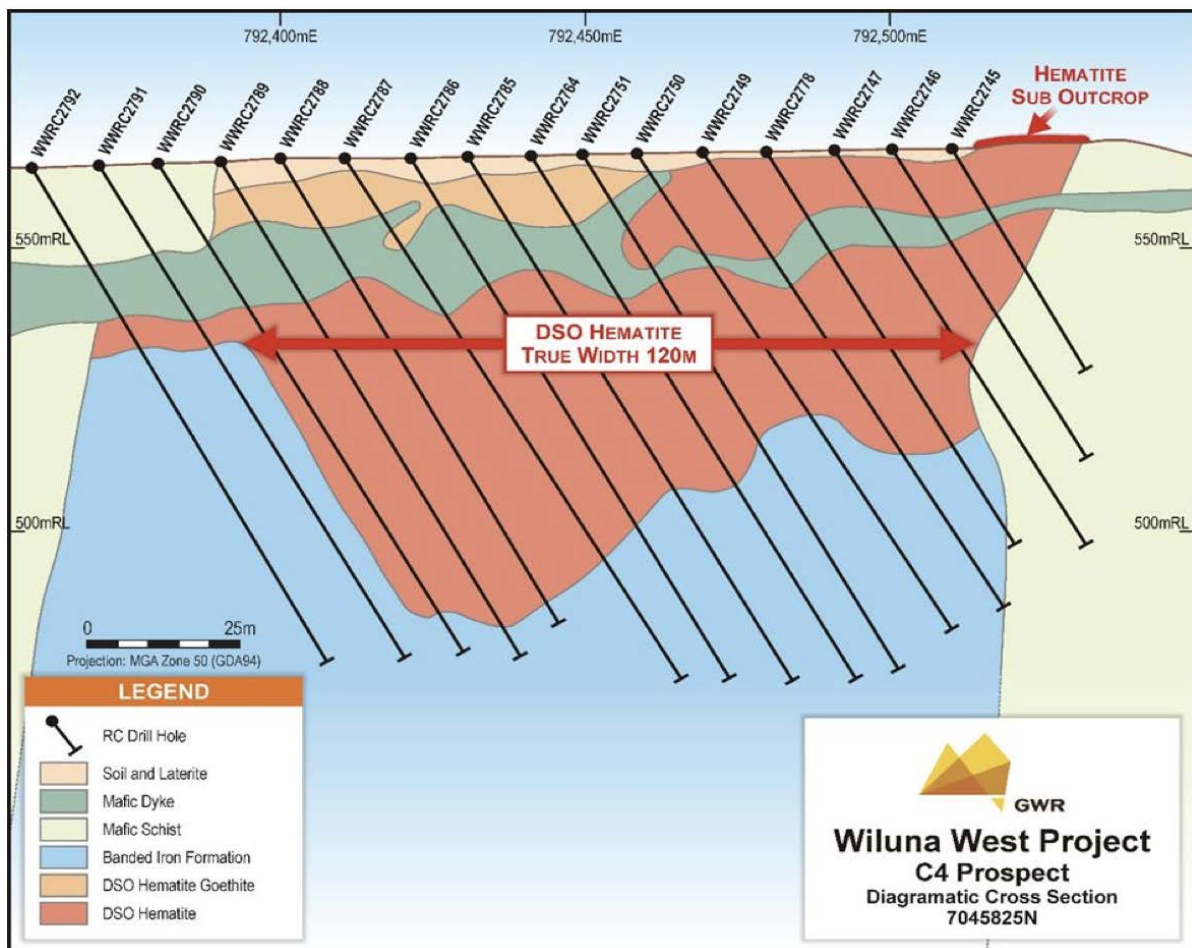 792,400mE
792,450mE
792,500mE
WWRC2792
WWRC2791
WWRC2790
WWRC2789
WWRC2788
WWRC2787
WWRC2786
WWRC2785
WWRC2764
WWRC2751
WWRC2750
WWRC2749
WWRC2778
WWRC2747
WWRC2746
WWRC2745
HEMATITE
SUB OUTCROP
550mRL
550mRL
DSO HEMATITE
TRUE WIDTH 120M
500mRL
500mRL
0 25m
Projection: MGA Zone 50 (GDA94)
LEGEND
RC Drill Hole
Soil and Laterite
Mafic Dyke
Mafic Schist
Banded Iron Formation
DSO Hematite Goethite
DSO Hematite
GWR
Wiluna West Project
C4 Prospect
Diagramatic Cross Section
7045825N